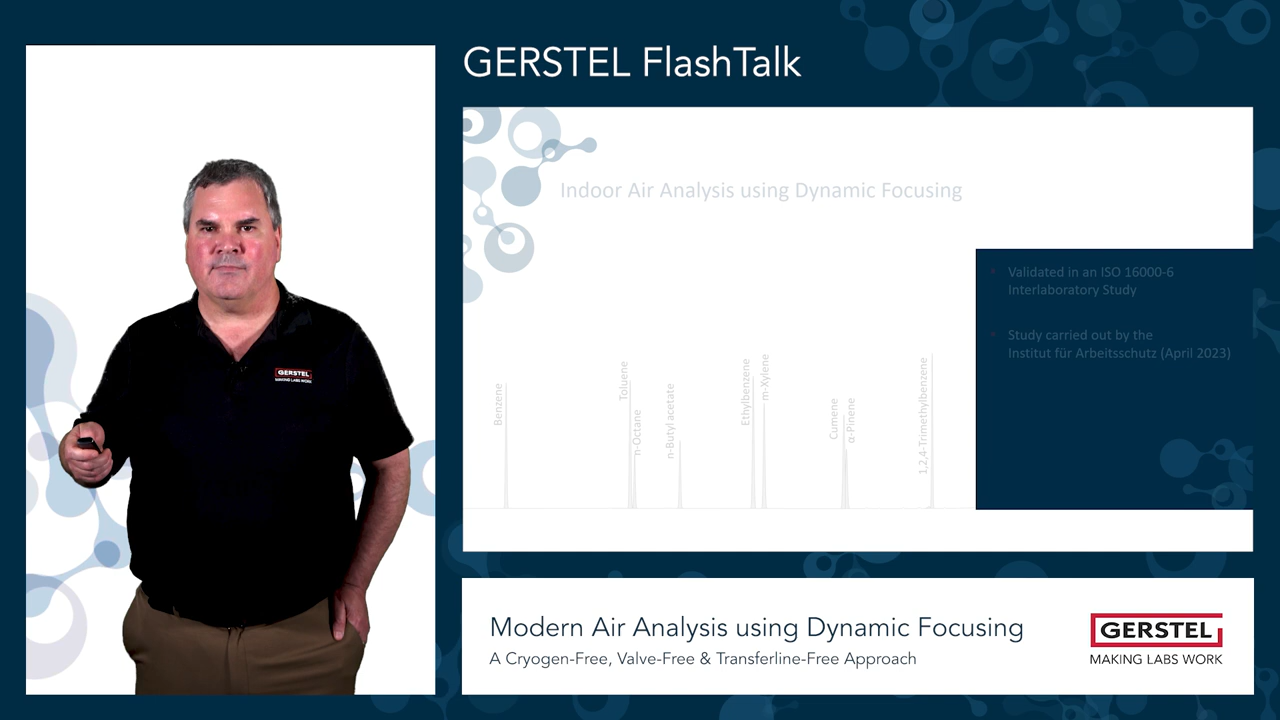 GERSTEL FlashTalk
Indoor Air Analysis using Dynamic Focusing
• Validated in an ISO 16000-6
Interlaboratory Study
• Study carried out by the
Institut für Arbeitsschutz (April 2023)
Benzene
Toluene
n-Octane
n-Butyl acetate
Ethylbenzene
m-Xylene
Cumene
α-Pinene
1,2,4-Trimethylbenzene
GERSTEL
MAKING LABS WORK
Modern Air Analysis using Dynamic Focusing
A Cryogen-Free, Valve-Free & Transferline-Free Approach
GERSTEL
MAKING LABS WORK